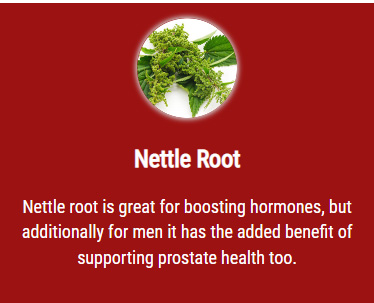 Nettle Root
Nettle root is great for boosting hormones, but
additionally for men it has the added benefit of
supporting prostate health too.